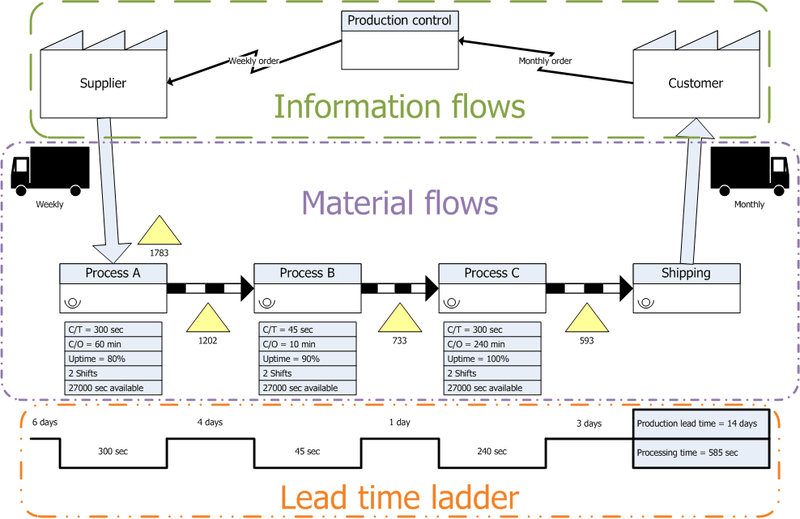 Production control
Weekly order
Monthly order
Supplier
Customer
Information flows
Weekly
Material flows
Monthly
1783
Process A
Process B
Process C
Shipping
1202
733
593
C/T = 300 sec
C/O = 60 min
Uptime = 80%
2 Shifts
27000 sec available
C/T = 45 sec
C/O = 10 min
Uptime = 90%
2 Shifts
27000 sec available
C/T = 300 sec
C/O = 240 min
Uptime = 100%
2 Shifts
27000 sec available
6 days
4 days
1 day
3 days
Production lead time = 14 days
300 sec
45 sec
240 sec
Processing time = 585 sec
Lead time ladder